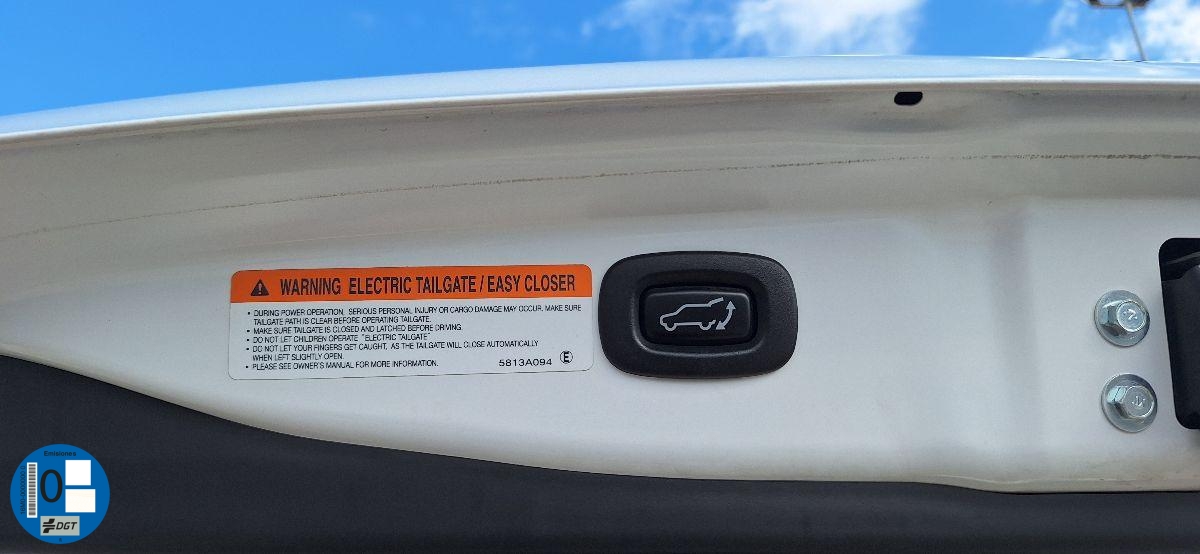 WARNING ELECTRIC TAILGATE / EASY CLOSER
• DURING POWER OPERATION, SERIOUS PERSONAL INJURY OR CARGO DAMAGE MAY OCCUR. MAKE SURE
TAILGATE PATH IS CLEAR BEFORE OPERATING TAILGATE.
• MAKE SURE TAILGATE IS CLOSED AND LATCHED BEFORE DRIVING.
• DO NOT LET CHILDREN OPERATE "ELECTRIC TAILGATE"
• DO NOT LET YOUR FINGERS GET CAUGHT, AS THE TAILGATE WILL CLOSE AUTOMATICALLY
WHEN LEFT SLIGHTLY OPEN.
• PLEASE SEE OWNER'S MANUAL FOR MORE INFORMATION.
5813A094 E
Emisiones
0
DGT